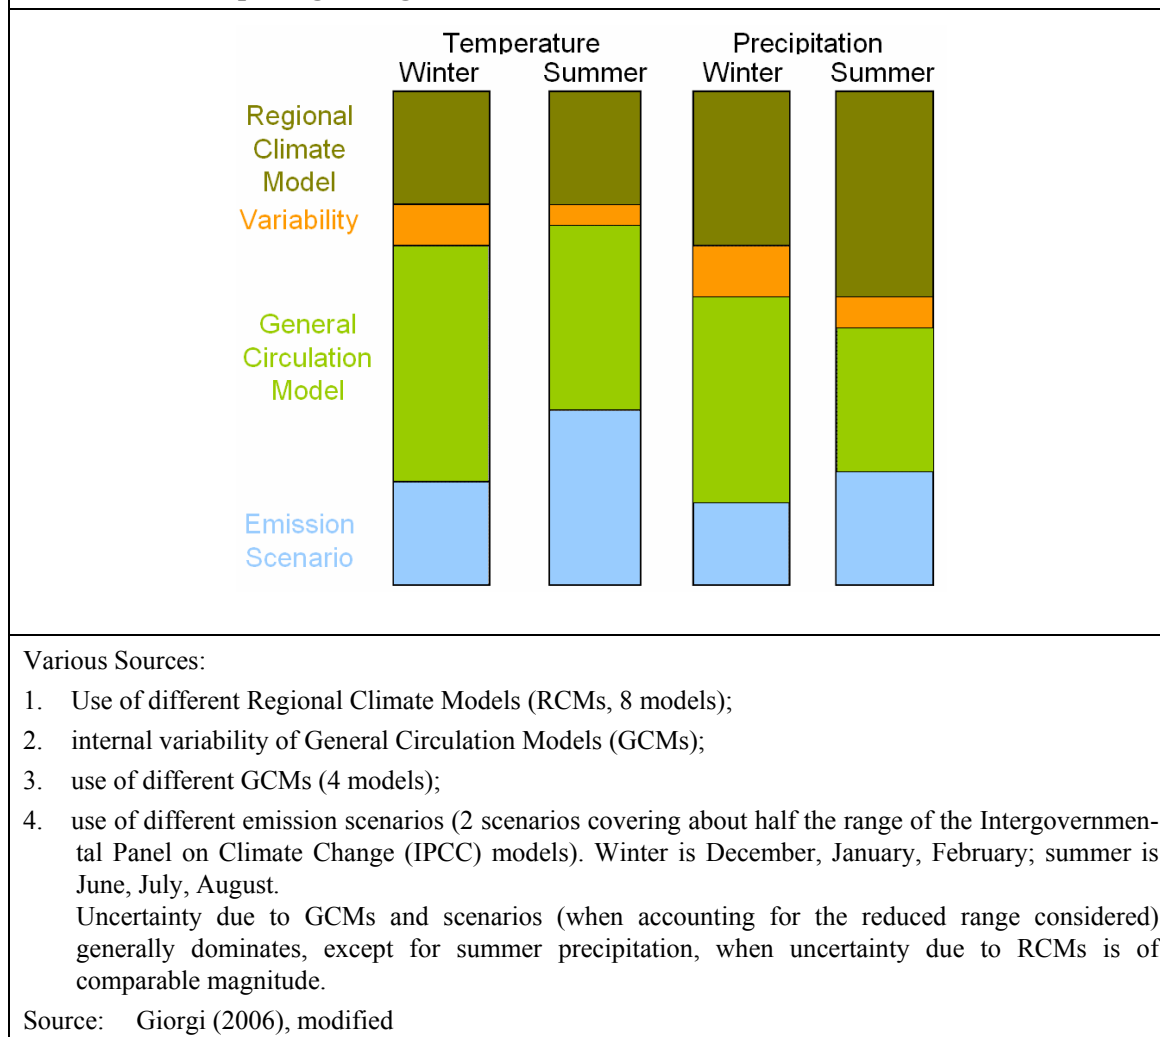 Temperature Precipitation
Winter Summer Winter Summer
Regional
Climate
Model
Variability
General
Circulation
Model
Emission
Scenario
Various Sources:
1. Use of different Regional Climate Models (RCMs, 8 models);
2. internal variability of General Circulation Models (GCMs);
3. use of different GCMs (4 models);
4. use of different emission scenarios (2 scenarios covering about half the range of the Intergovernmen-
tal Panel on Climate Change (IPCC) models). Winter is December, January, February; summer is
June, July, August.
Uncertainty due to GCMs and scenarios (when accounting for the reduced range considered)
generally dominates, except for summer precipitation, when uncertainty due to RCMs is of
comparable magnitude.
Source: Giorgi (2006), modified